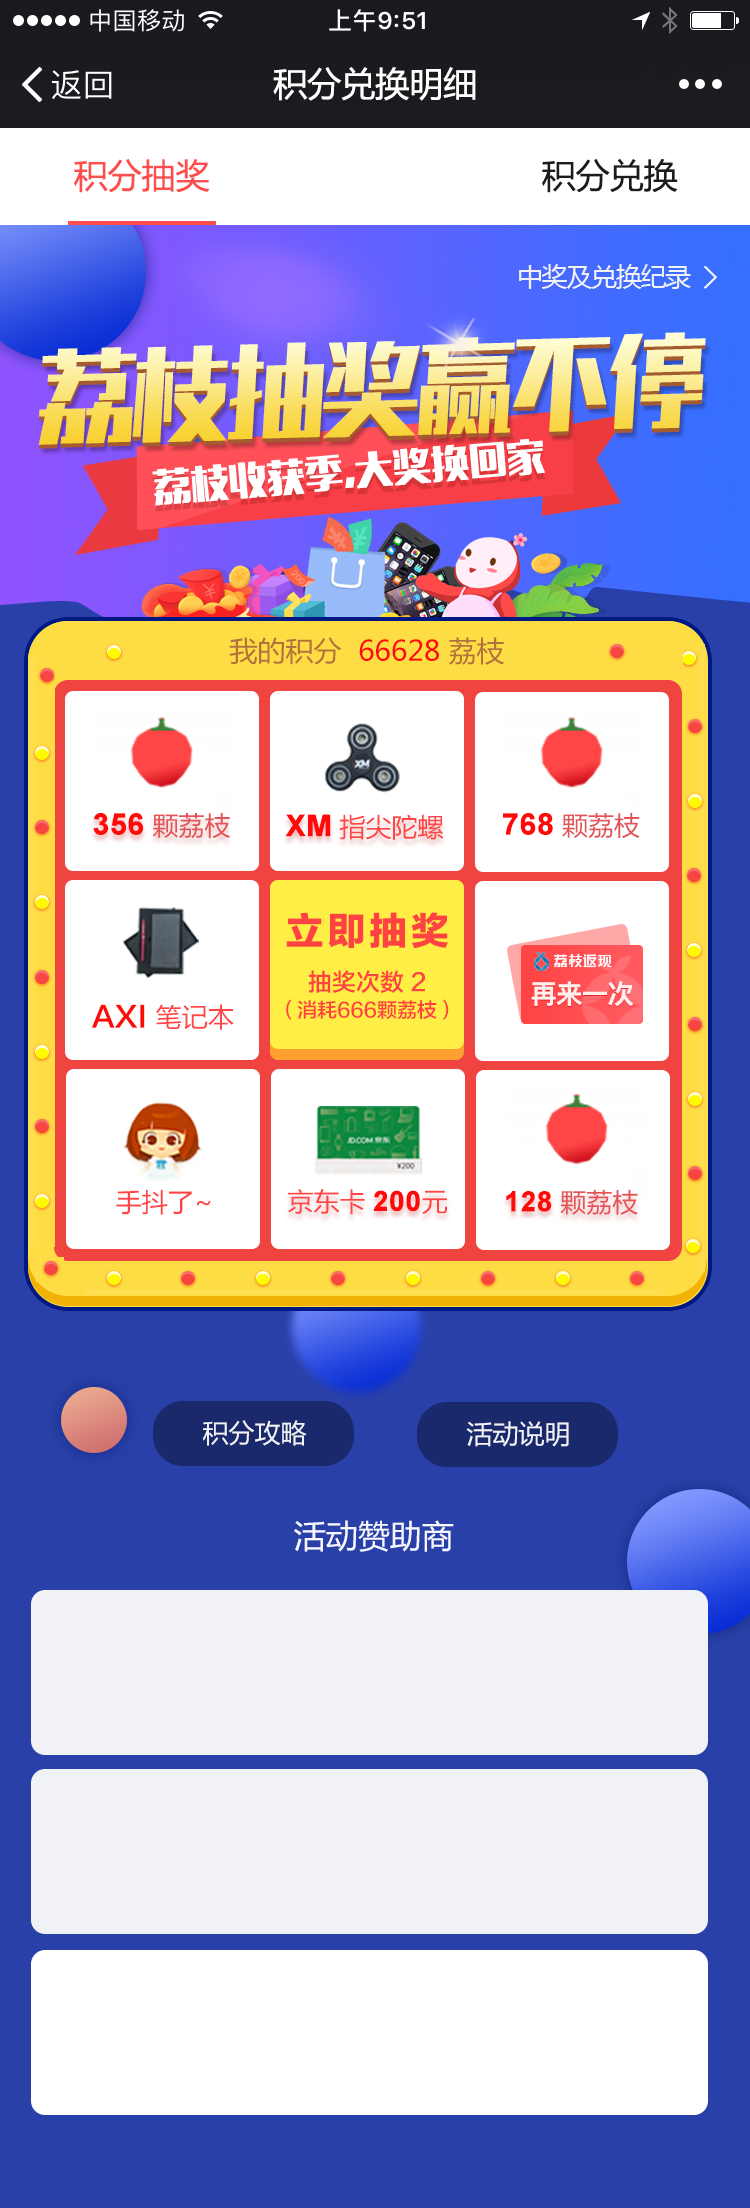 中国移动 上午9:51
返回 积分兑换明细
积分抽奖 积分兑换
中奖及兑换纪录
荔枝抽奖赢不停
荔枝收获季,大奖换回家
我的积分 66628 荔枝
356 颗荔枝
XM
XM 指尖陀螺
768 颗荔枝
AXI 笔记本
立即抽奖
抽奖次数 2
（消耗666颗荔枝）
荔枝返现
再来一次
手抖了~
JD.COM 京东
¥200
京东卡 200元
128 颗荔枝
积分攻略 活动说明
活动赞助商